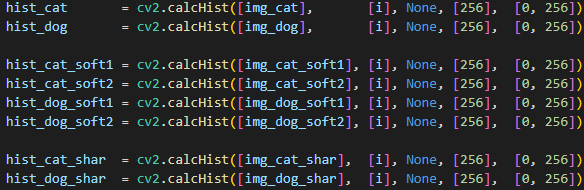 hist_cat       = cv2.calcHist([img_cat],       [i], None, [256],  [0, 256])
hist_dog       = cv2.calcHist([img_dog],       [i], None, [256],  [0, 256])

hist_cat_soft1 = cv2.calcHist([img_cat_soft1], [i], None, [256],  [0, 256])
hist_cat_soft2 = cv2.calcHist([img_cat_soft2], [i], None, [256],  [0, 256])
hist_dog_soft1 = cv2.calcHist([img_dog_soft1], [i], None, [256],  [0, 256])
hist_dog_soft2 = cv2.calcHist([img_dog_soft2], [i], None, [256],  [0, 256])

hist_cat_shar  = cv2.calcHist([img_cat_shar],  [i], None, [256],  [0, 256])
hist_dog_shar  = cv2.calcHist([img_dog_shar],  [i], None, [256],  [0, 256])